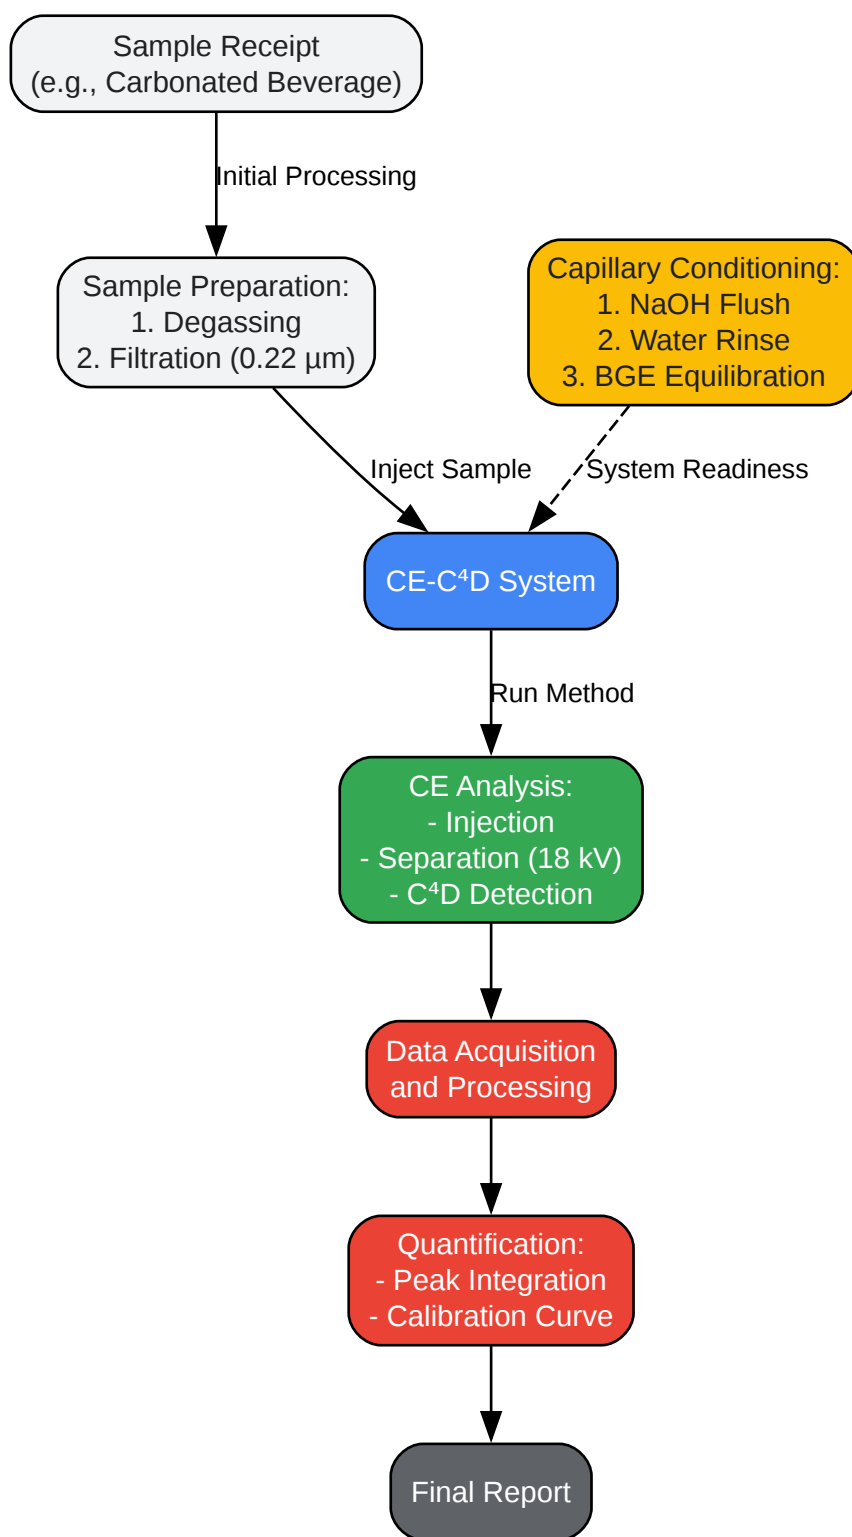 Sample Receipt
(e.g., Carbonated Beverage)
Initial Processing
Sample Preparation:
1. Degassing
2. Filtration (0.22 µm)
Capillary Conditioning:
1. NaOH Flush
2. Water Rinse
3. BGE Equilibration
Inject Sample
System Readiness
CE-C⁴D System
Run Method
CE Analysis:
- Injection
- Separation (18 kV)
- C⁴D Detection
Data Acquisition
and Processing
Quantification:
- Peak Integration
- Calibration Curve
Final Report